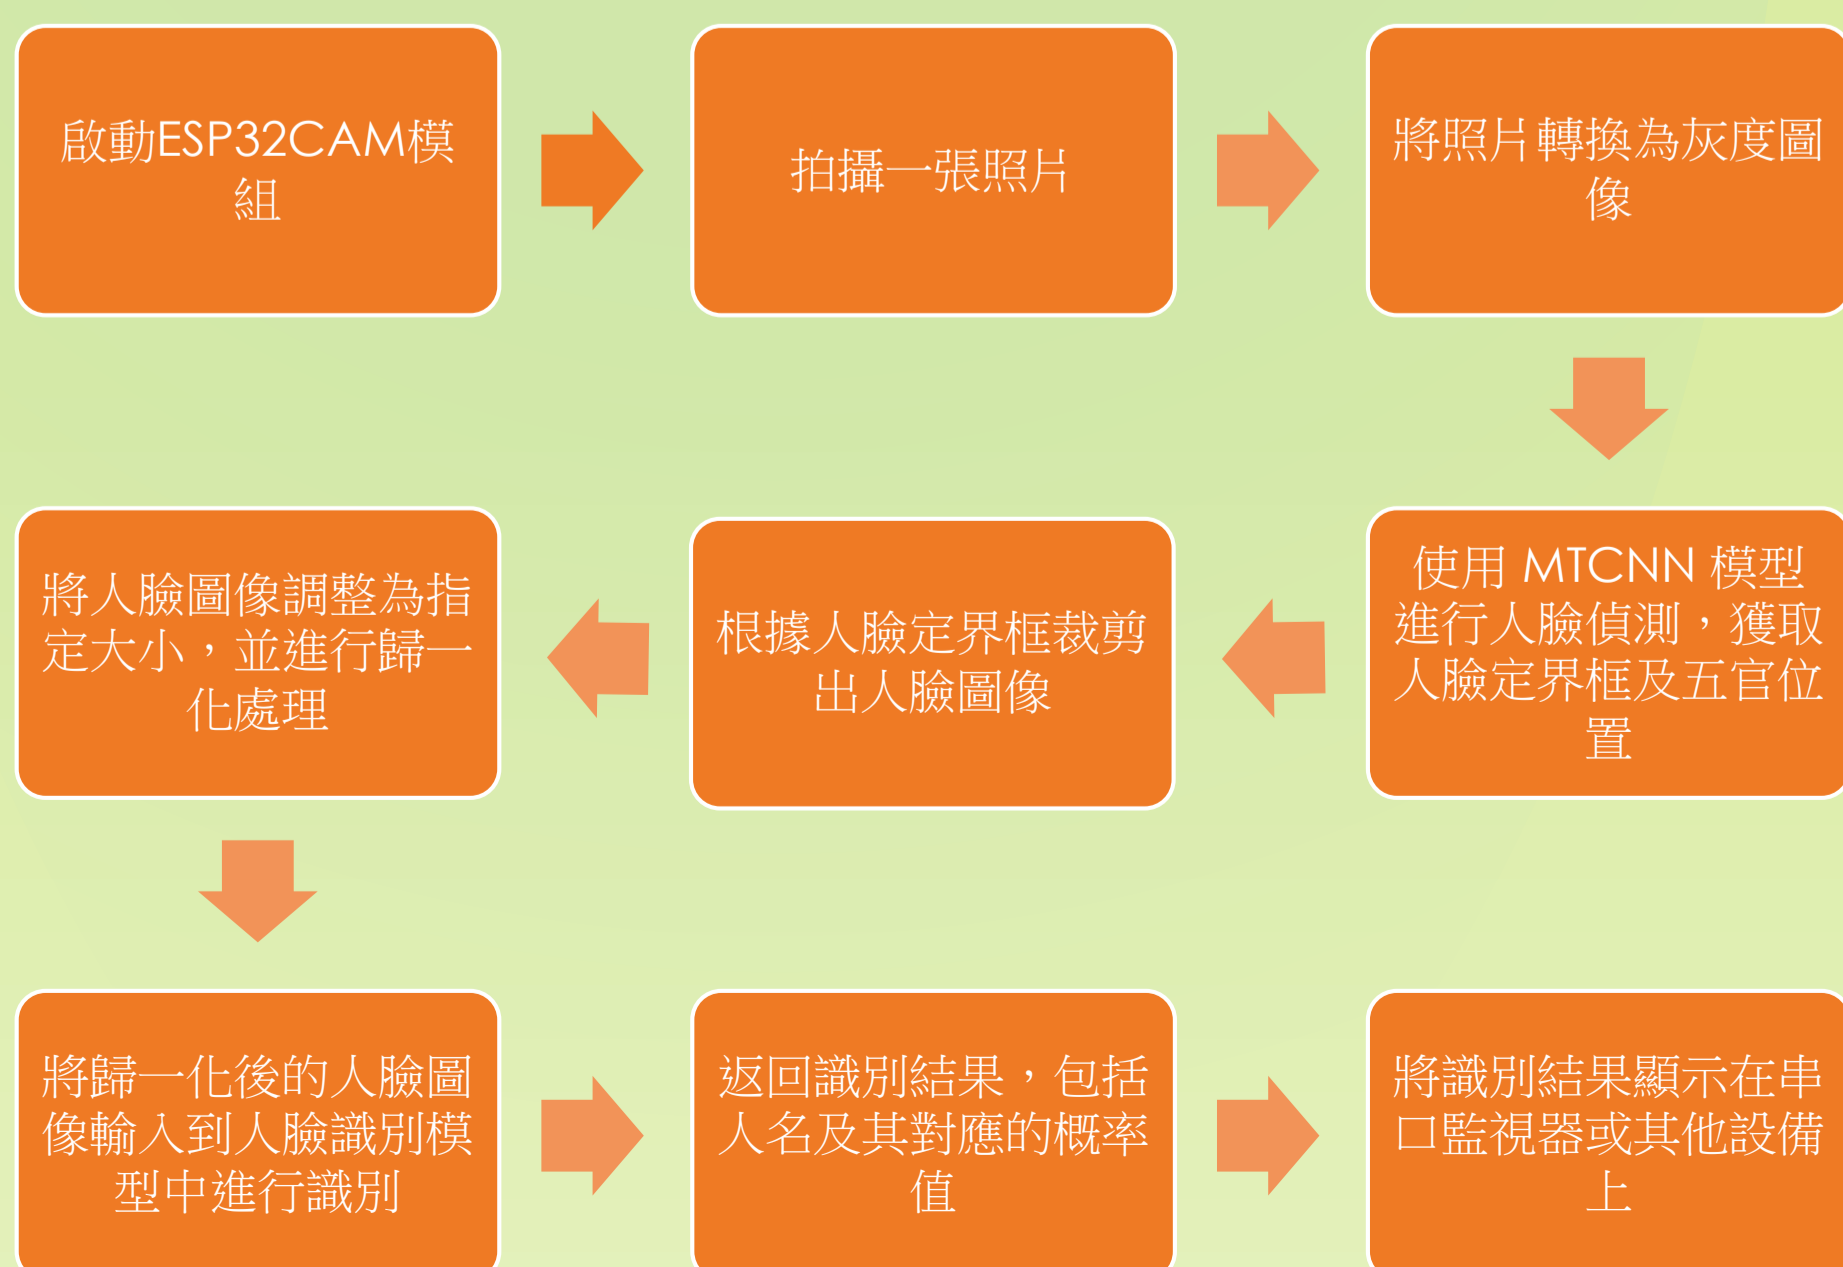 啟動ESP32CAM模
組
拍攝一張照片
將照片轉換為灰度圖
像
使用 MTCNN 模型
進行人臉偵測，獲取
人臉定界框及五官位
置
根據人臉定界框裁剪
出人臉圖像
將人臉圖像調整為指
定大小，並進行歸一
化處理
將歸一化後的人臉圖
像輸入到人臉識別模
型中進行識別
返回識別結果，包括
人名及其對應的概率
值
將識別結果顯示在串
口監視器或其他設備
上